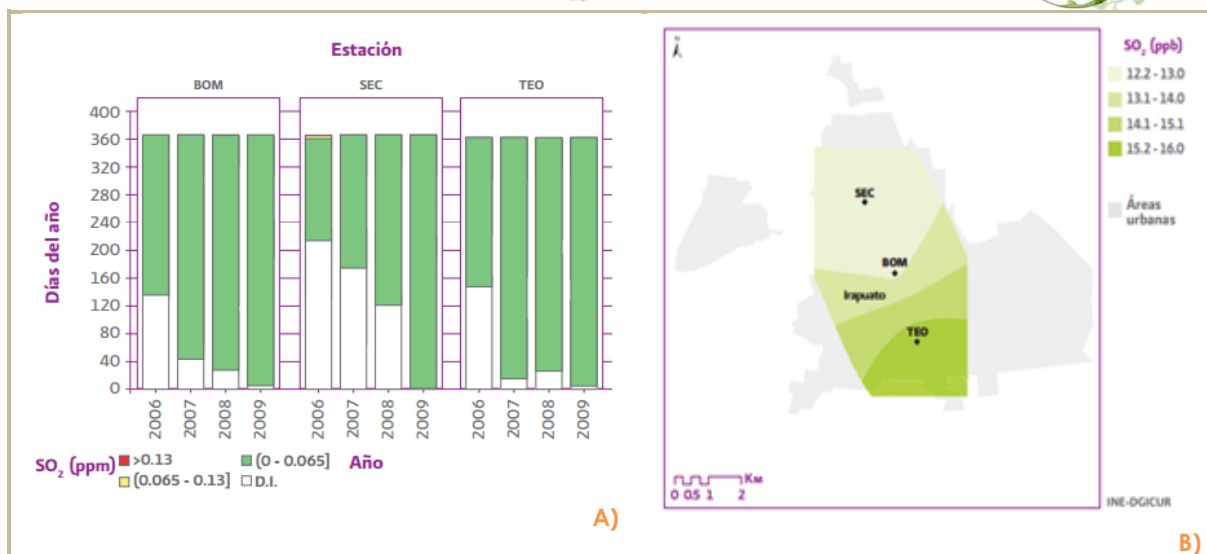 Estación
BOM SEC TEO
Días del año
400
360
320
280
240
200
160
120
80
40
0
2006 2007 2008 2009 2006 2007 2008 2009 2006 2007 2008 2009
SO₂ (ppm) >0.13 (0 - 0.065] Año
(0.065 - 0.13] D.I.
A)
N
SO₂ (ppb)
12.2 - 13.0
13.1 - 14.0
14.1 - 15.1
15.2 - 16.0
Áreas
urbanas
SEC
BOM
Irapuato
TEO
Km
0 0.5 1 2
INE-DGICUR
B)